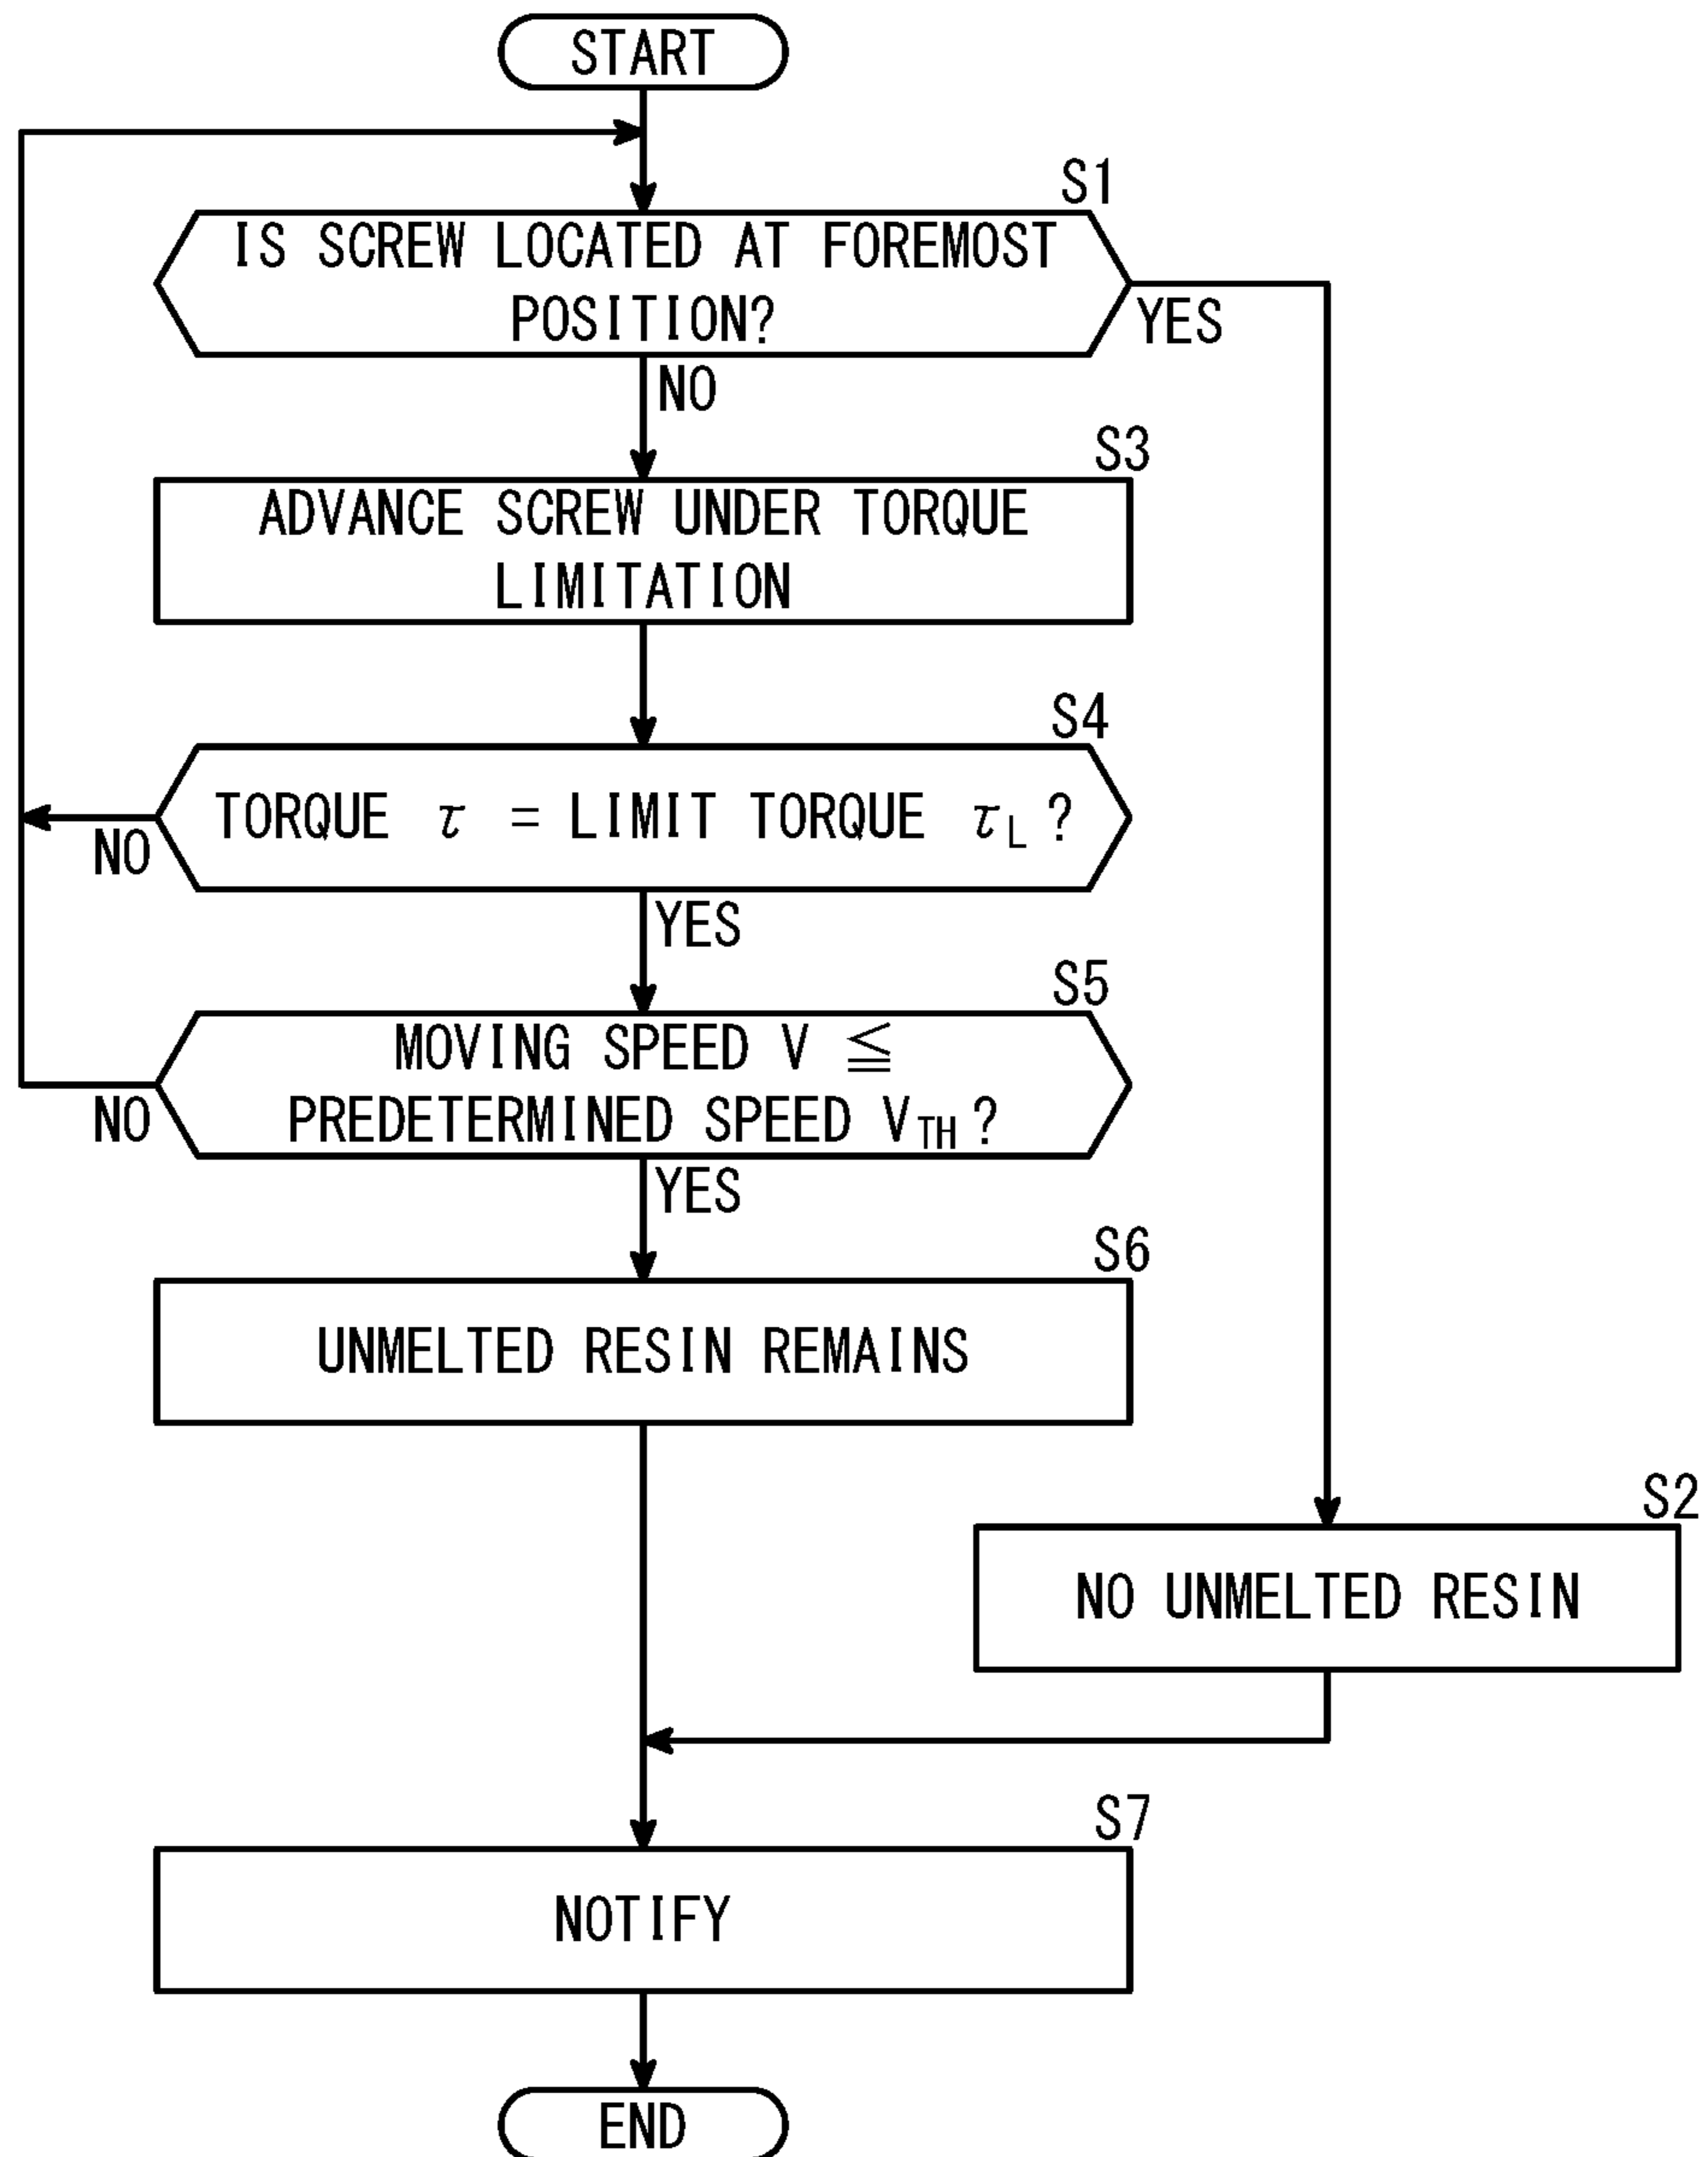 START
S1
IS SCREW LOCATED AT FOREMOST
POSITION?
YES
NO
S3
ADVANCE SCREW UNDER TORQUE
LIMITATION
S4
TORQUE τ = LIMIT TORQUE τL?
NO
YES
S5
MOVING SPEED V ≦
PREDETERMINED SPEED VTH?
NO
YES
S6
UNMELTED RESIN REMAINS
S2
NO UNMELTED RESIN
S7
NOTIFY
END